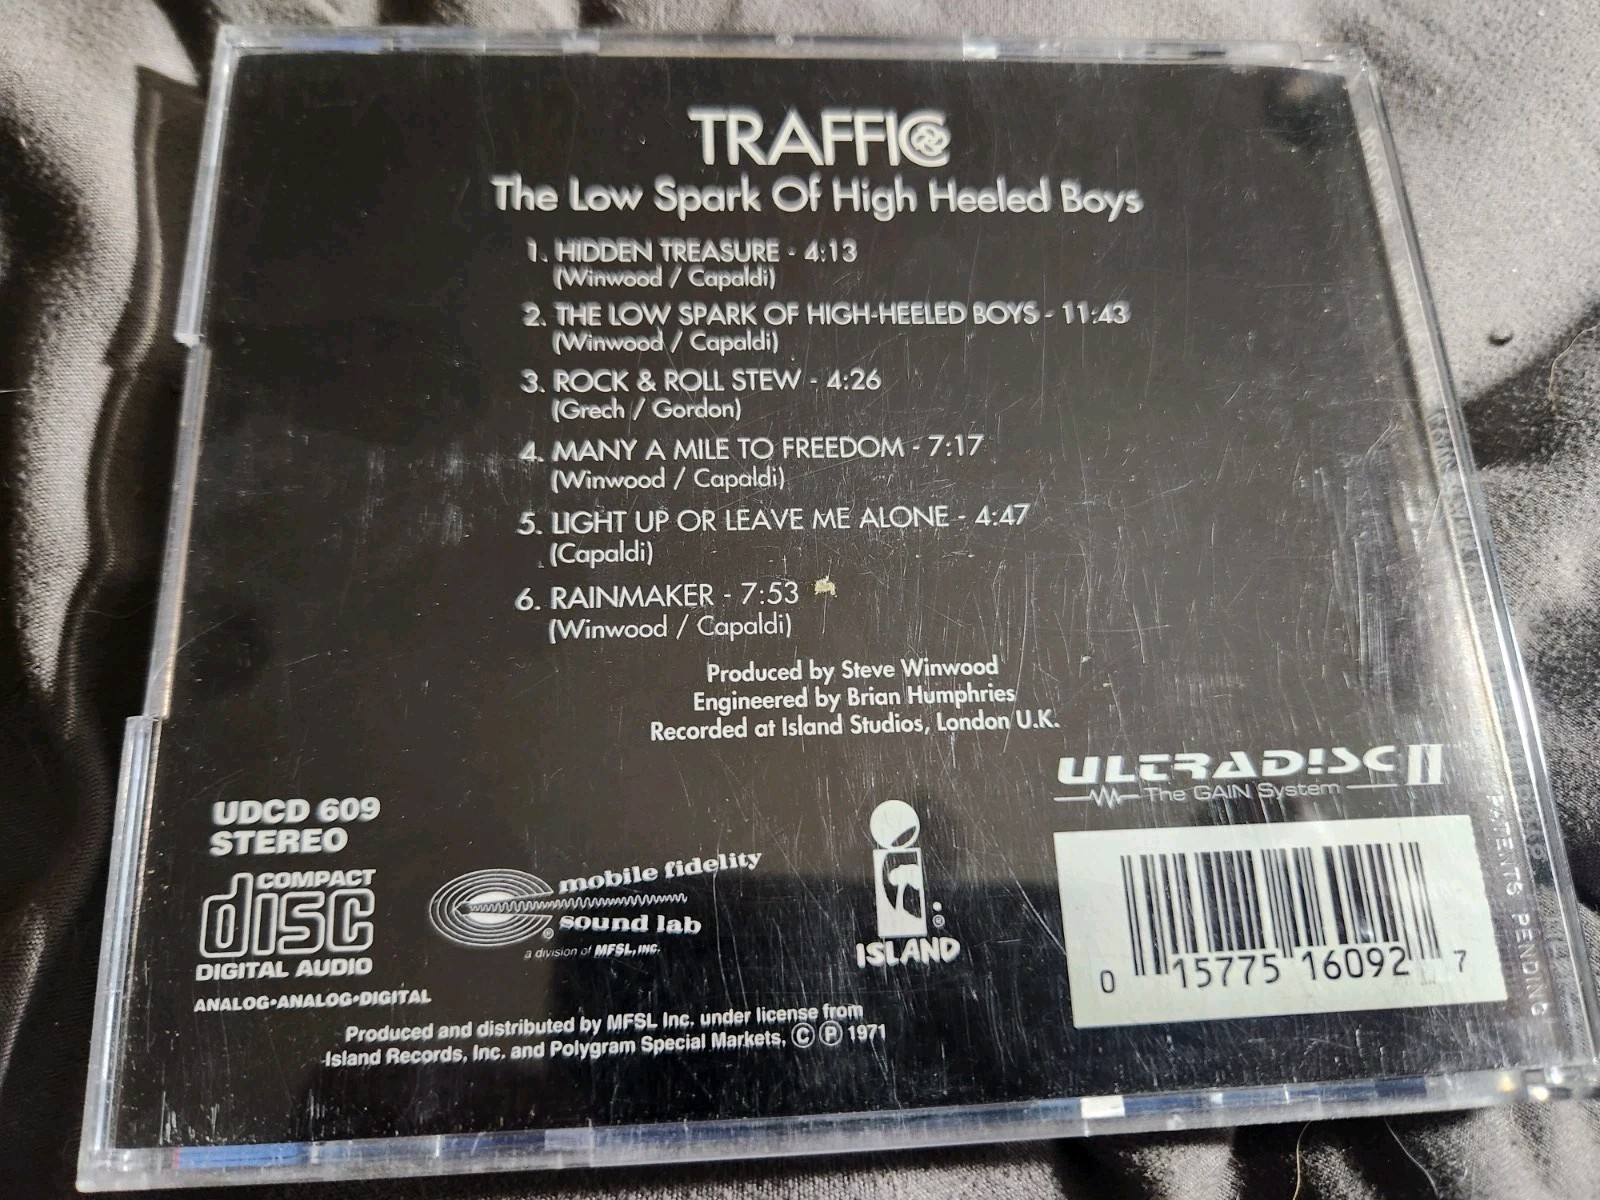 TRAFFIC
The Low Spark Of High Heeled Boys
1. HIDDEN TREASURE - 4:13
(Winwood / Capaldi)
2. THE LOW SPARK OF HIGH-HEELED BOYS - 11:43
(Winwood / Capaldi)
3. ROCK & ROLL STEW - 4:26
(Grech / Gordon)
4. MANY A MILE TO FREEDOM - 7:17
(Winwood / Capaldi)
5. LIGHT UP OR LEAVE ME ALONE - 4:47
(Capaldi)
6. RAINMAKER - 7:53
(Winwood / Capaldi)
Produced by Steve Winwood
Engineered by Brian Humphries
Recorded at Island Studios, London U.K.
ULTRADISC II
The GAIN System
UDCD 609
STEREO
COMPACT
disc
DIGITAL AUDIO
ANALOG•ANALOG•DIGITAL
mobile fidelity
sound lab
®
a division of MFSL, INC.
®
ISLAND
0 15775 16092 7
Produced and distributed by MFSL Inc. under license from
Island Records, Inc. and Polygram Special Markets, © ℗ 1971
PATENTS PENDING